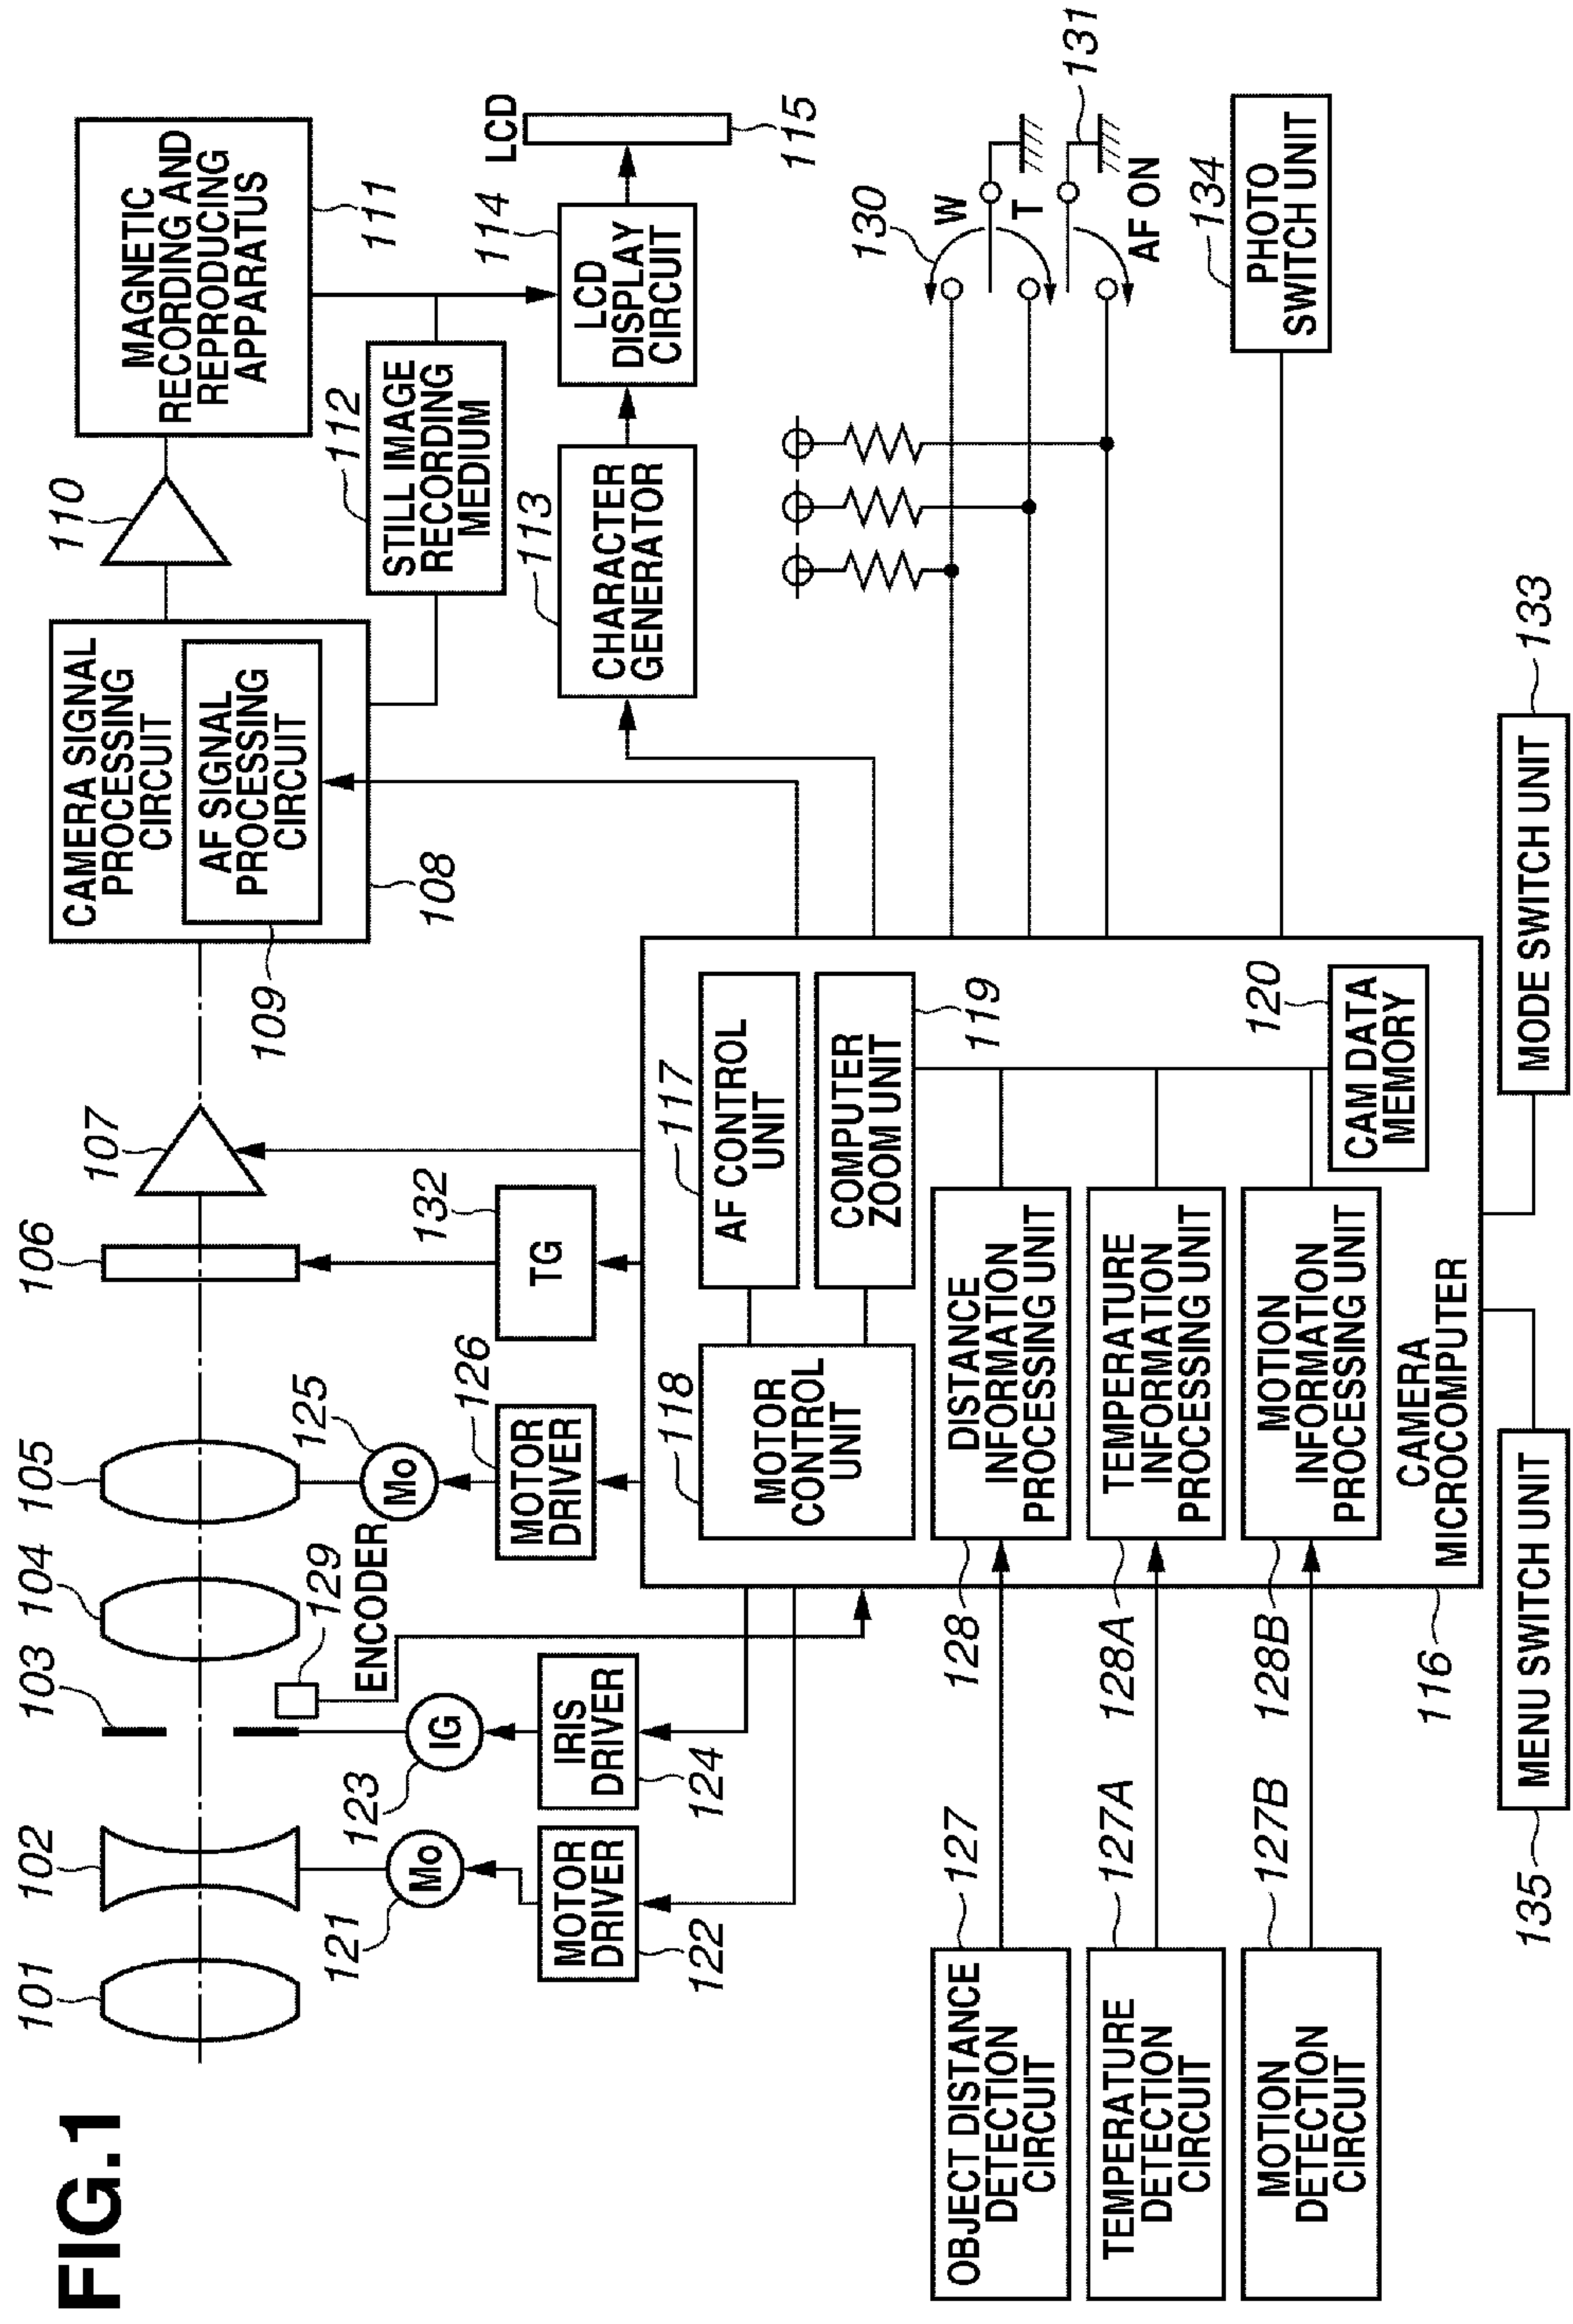 FIG.1
101
102
103
104
105
106
107
110
CAMERA SIGNAL
PROCESSING
CIRCUIT
AF SIGNAL
PROCESSING
CIRCUIT
109
108
MAGNETIC
RECORDING AND
REPRODUCING
APPARATUS
111
112
STILL IMAGE
RECORDING
MEDIUM
LCD
115
114
LCD
DISPLAY
CIRCUIT
113
CHARACTER
GENERATOR
121
Mo
122
MOTOR
DRIVER
123
IG
124
IRIS
DRIVER
129
ENCODER
125
Mo
126
MOTOR
DRIVER
132
TG
130
W
T
131
AF ON
134
PHOTO
SWITCH UNIT
117
AF CONTROL
UNIT
118
MOTOR
CONTROL
UNIT
COMPUTER
ZOOM UNIT
119
120
CAM DATA
MEMORY
DISTANCE
INFORMATION
PROCESSING UNIT
128
TEMPERATURE
INFORMATION
PROCESSING UNIT
128A
MOTION
INFORMATION
PROCESSING UNIT
128B
CAMERA
MICROCOMPUTER
116
127
OBJECT DISTANCE
DETECTION
CIRCUIT
127A
TEMPERATURE
DETECTION
CIRCUIT
127B
MOTION
DETECTION
CIRCUIT
135
MENU SWITCH UNIT
MODE SWITCH UNIT
133